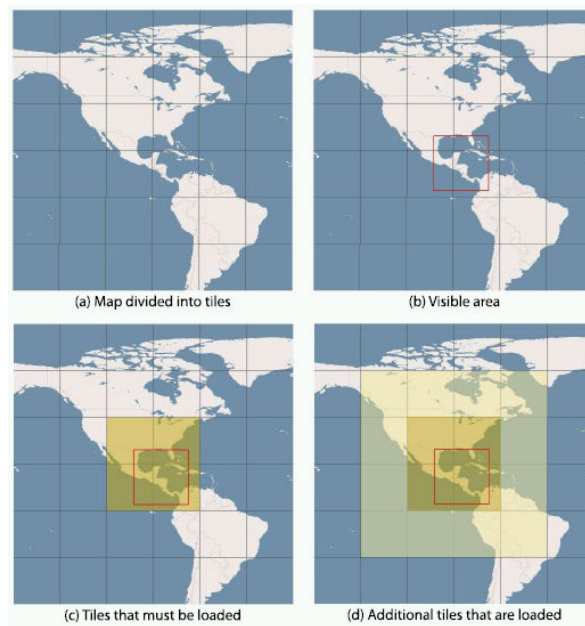 (a) Map divided into tiles
(b) Visible area
(c) Tiles that must be loaded
(d) Additional tiles that are loaded